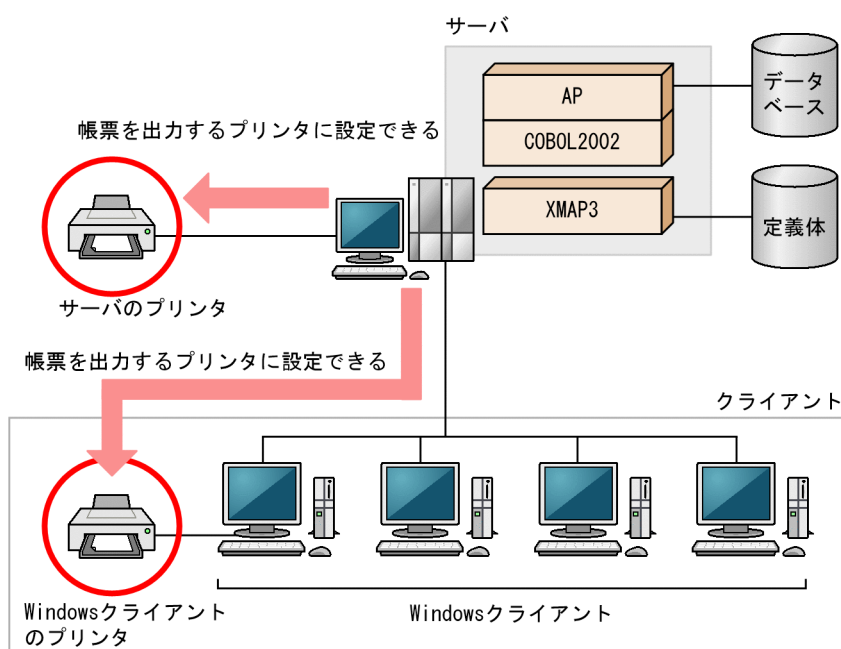 サーバ
AP
COBOL2002
XMAP3
データ
ベース
定義体
帳票を出力するプリンタに設定できる
サーバのプリンタ
帳票を出力するプリンタに設定できる
クライアント
Windowsクライアント
のプリンタ
Windowsクライアント